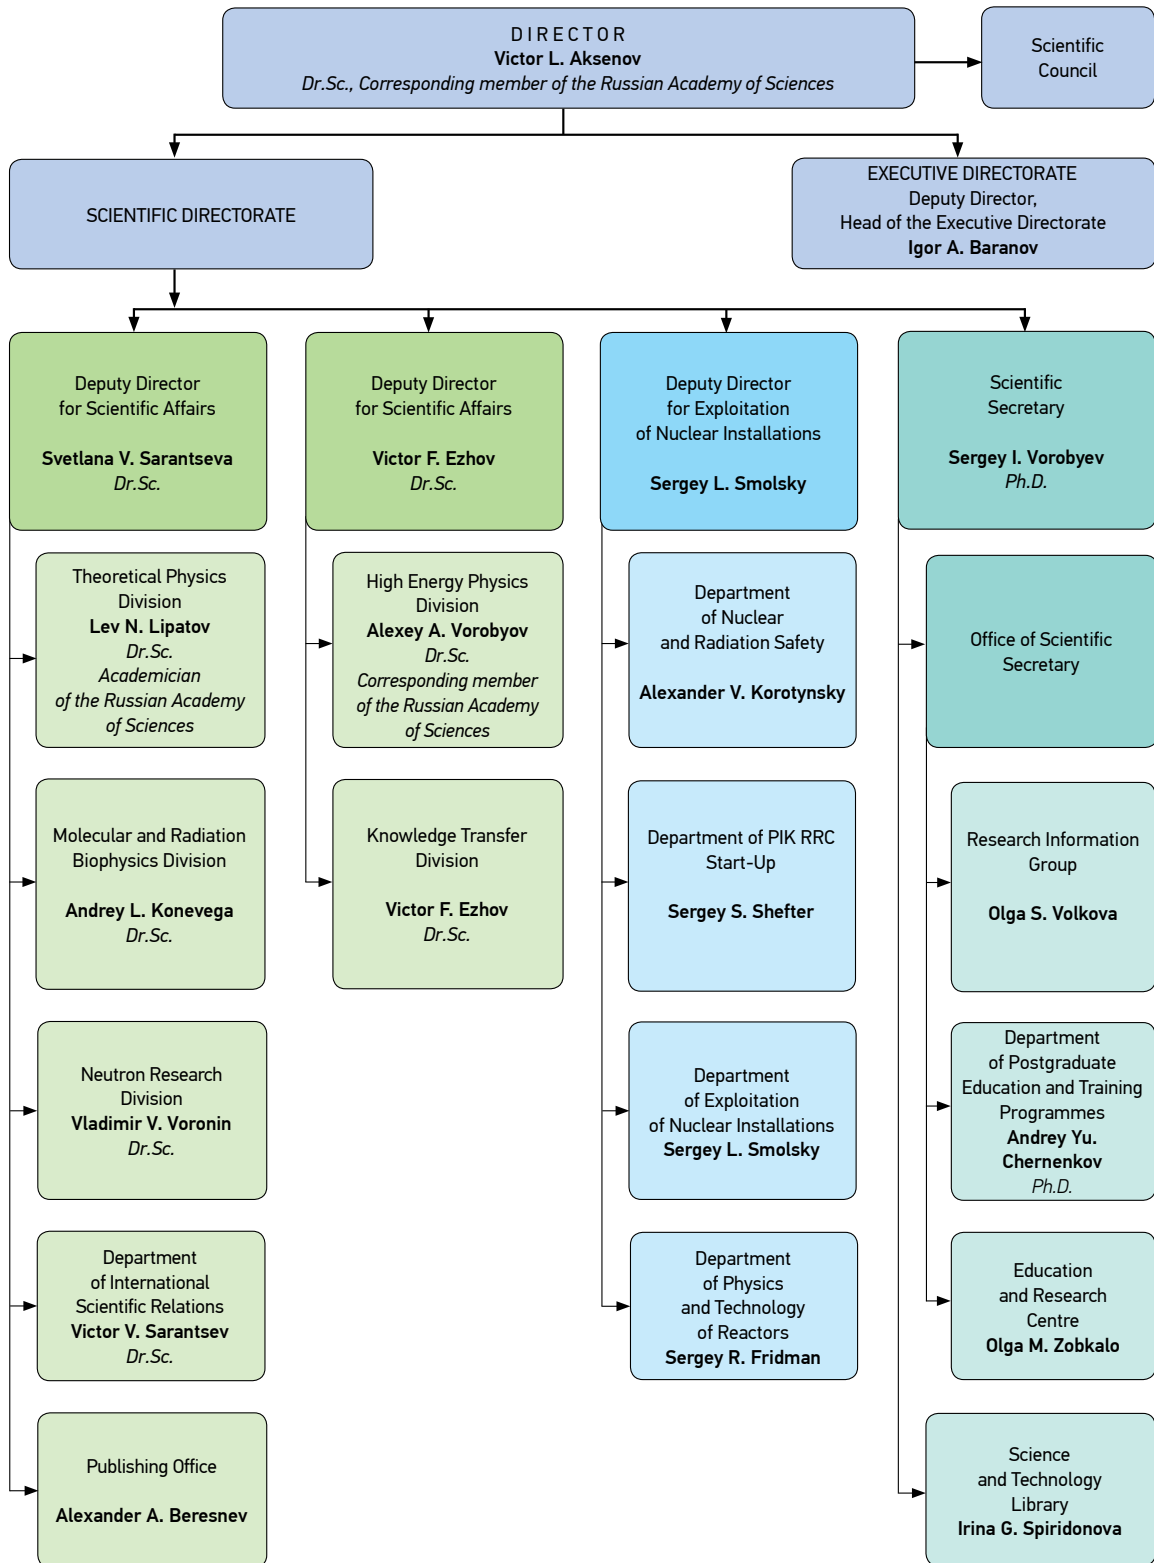 DIRECTOR
Victor L. Aksenov
Dr.Sc., Corresponding member of the Russian Academy of Sciences
Scientific
Council
SCIENTIFIC DIRECTORATE
EXECUTIVE DIRECTORATE
Deputy Director,
Head of the Executive Directorate
Igor A. Baranov
Deputy Director
for Scientific Affairs
Svetlana V. Sarantseva
Dr.Sc.
Deputy Director
for Scientific Affairs
Victor F. Ezhov
Dr.Sc.
Deputy Director
for Exploitation
of Nuclear Installations
Sergey L. Smolsky
Scientific
Secretary
Sergey I. Vorobyev
Ph.D.
Theoretical Physics
Division
Lev N. Lipatov
Dr.Sc.
Academician
of the Russian Academy
of Sciences
High Energy Physics
Division
Alexey A. Vorobyov
Dr.Sc.
Corresponding member
of the Russian Academy
of Sciences
Department
of Nuclear
and Radiation Safety
Alexander V. Korotynsky
Office of Scientific
Secretary
Molecular and Radiation
Biophysics Division
Andrey L. Konevega
Dr.Sc.
Knowledge Transfer
Division
Victor F. Ezhov
Dr.Sc.
Department of PIK RRC
Start-Up
Sergey S. Shefter
Research Information
Group
Olga S. Volkova
Neutron Research
Division
Vladimir V. Voronin
Dr.Sc.
Department
of Exploitation
of Nuclear Installations
Sergey L. Smolsky
Department
of Postgraduate
Education and Training
Programmes
Andrey Yu.
Chernenkov
Ph.D.
Department
of International
Scientific Relations
Victor V. Sarantsev
Dr.Sc.
Department
of Physics
and Technology
of Reactors
Sergey R. Fridman
Education
and Research
Centre
Olga M. Zobkalo
Publishing Office
Alexander A. Beresnev
Science
and Technology
Library
Irina G. Spiridonova